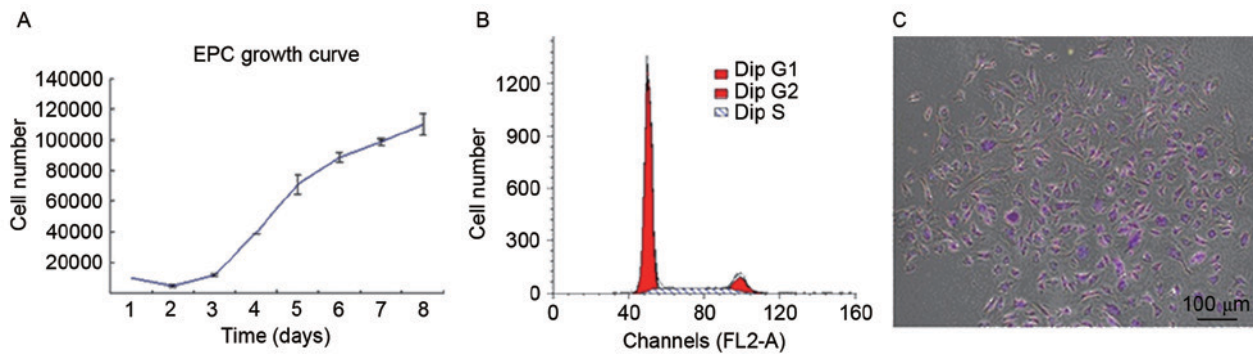 A
EPC growth curve
140000
120000
100000
80000
60000
40000
20000
Cell number
1 2 3 4 5 6 7 8
Time (days)
B
1200
900
600
300
0
Cell number
Dip G1
Dip G2
Dip S
0 40 80 120 160
Channels (FL2-A)
C
100 μm